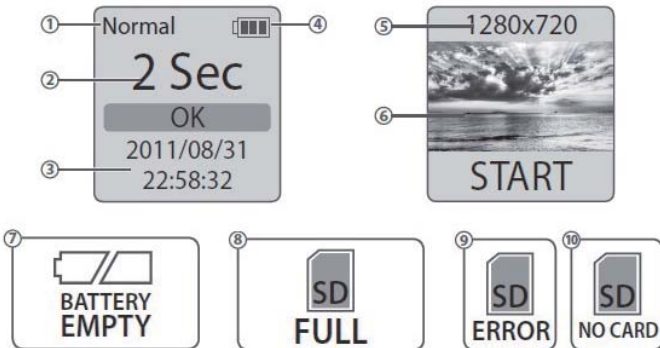 ① Normal ④
② 2 Sec
OK
③ 2011/08/31
22:58:32
⑤ 1280x720
⑥
START
⑦
BATTERY
EMPTY
⑧
SD
FULL
⑨
SD
ERROR
⑩
SD
NO CARD